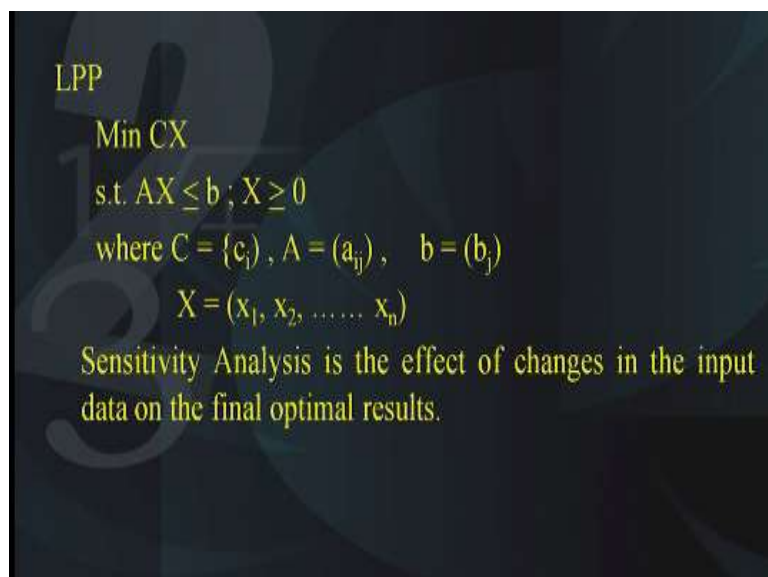 LPP
Min CX
s.t. AX ≤ b ; X ≥ 0
where C = {cᵢ) , A = (aᵢⱼ) , b = (bⱼ)
X = (x₁, x₂, ...... xₙ)
Sensitivity Analysis is the effect of changes in the input
data on the final optimal results.